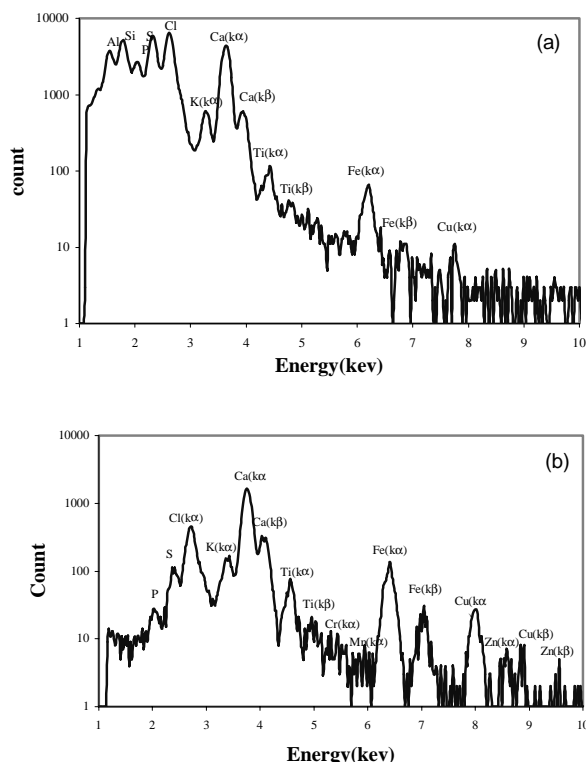 (a)
10000
1000
100
10
1
count
Al
Si
P
S
Cl
K(kα)
Ca(kα)
Ca(kβ)
Ti(kα)
Ti(kβ)
Fe(kα)
Fe(kβ)
Cu(kα)
1 2 3 4 5 6 7 8 9 10
Energy(kev)
(b)
10000
1000
100
10
1
Count
P
S
Cl(kα)
K(kα)
Ca(kα
Ca(kβ)
Ti(kα)
Ti(kβ)
Cr(kα)
Mn(kα)
Fe(kα)
Fe(kβ)
Cu(kα
Zn(kα)
Cu(kβ)
Zn(kβ)
1 2 3 4 5 6 7 8 9 10
Energy(kev)